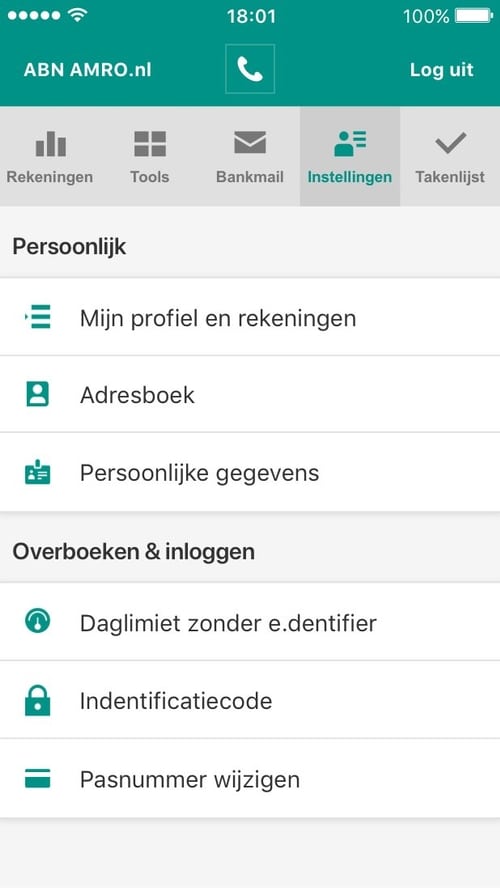 18:01
100%
ABN AMRO.nl
Log uit
Rekeningen
Tools
Bankmail
Instellingen
Takenlijst
Persoonlijk
Mijn profiel en rekeningen
Adresboek
Persoonlijke gegevens
Overboeken & inloggen
Daglimiet zonder e.dentifier
Indentificatiecode
Pasnummer wijzigen